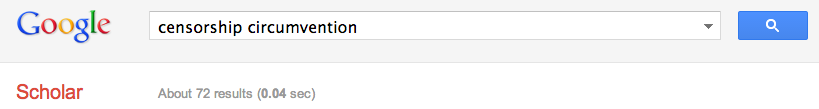 Google censorship circumvention
Scholar About 72 results (0.04 sec)